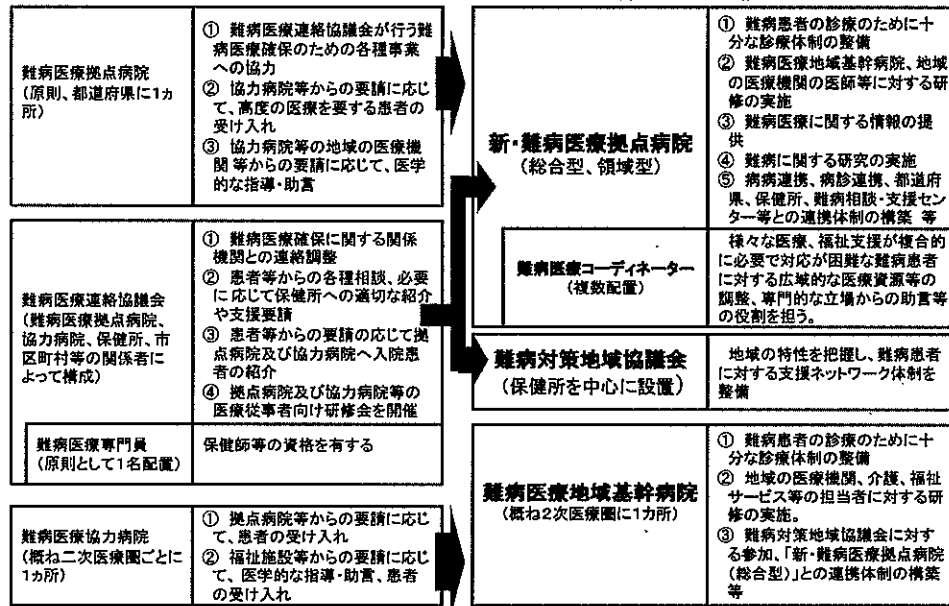 難病医療拠点病院
(原則、都道府県に1ヵ
所)
① 難病医療連絡協議会が行う難
病医療確保のための各種事業
への協力
② 協力病院等からの要請に応じ
て、高度の医療を要する患者の
受け入れ
③ 協力病院等の地域の医療機
関 等からの要請に応じて、医学
的な指導・助言
難病医療連絡協議会
(難病医療拠点病院、
協力病院、保健所、市
区町村等の関係者に
よって構成)
① 難病医療確保に関する関係
機関との連絡調整
② 患者等からの各種相談、必要
に 応じて保健所への適切な紹介
や支援要請
③ 患者等からの要請の応じて拠
点病院及び協力病院へ入院患
者の紹介
④ 拠点病院及び協力病院等の
医療従事者向け研修会を開催
難病医療専門員
(原則として1名配置)
保健師等の資格を有する
難病医療協力病院
(概ね二次医療圏ごとに
1ヵ所)
① 拠点病院等からの要請に応じ
て、患者の受け入れ
② 福祉施設等からの要請に応じ
て、医学的な指導・助言、患者
の受け入れ
新・難病医療拠点病院
(総合型、領域型)
① 難病患者の診療のために十
分な診療体制の整備
② 難病医療地域基幹病院、地域
の医療機関の医師等に対する研
修の実施
③ 難病医療に関する情報の提
供
④ 難病に関する研究の実施
⑤ 病病連携、病診連携、都道府
県、保健所、難病相談・支援セン
ター等との連携体制の構築 等
難病医療コーディネーター
(複数配置)
様々な医療、福祉支援が複合的
に必要で対応が困難な難病患者
に対する広域的な医療資源等の
調整、専門的な立場からの助言等
の役割を担う。
難病対策地域協議会
(保健所を中心に設置)
地域の特性を把握し、難病患者
に対する支援ネットワーク体制を
整備
難病医療地域基幹病院
(概ね2次医療圏に1カ所)
① 難病患者の診療のために十
分な診療体制の整備
② 地域の医療機関、介護、福祉
サービス等の担当者に対する研
修の実施。
③ 難病対策地域協議会に対す
る参加、「新・難病医療拠点病院
(総合型)」との連携体制の構築
等